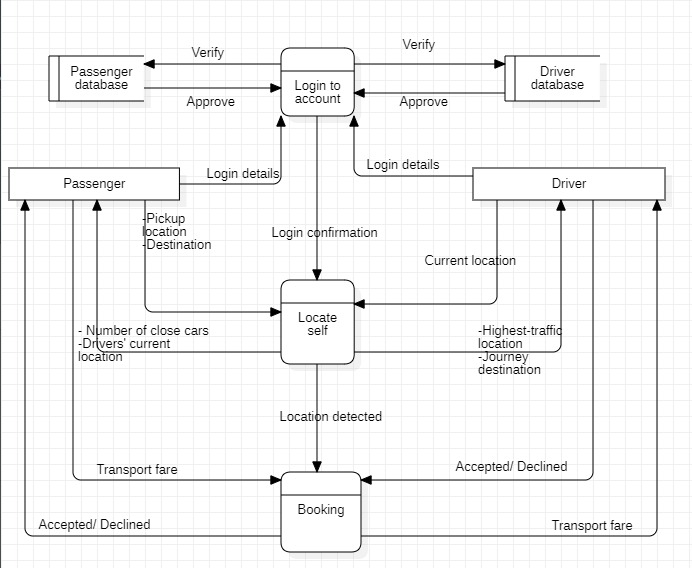 Verify
Verify
Passenger
database
Login to
account
Driver
database
Approve
Approve
Login details
Login details
Passenger
Driver
-Pickup
location
-Destination
Login confirmation
Current location
Locate
self
- Number of close cars
-Drivers' current
location
-Highest-traffic
location
-Journey
destination
Location detected
Transport fare
Accepted/ Declined
Booking
Accepted/ Declined
Transport fare